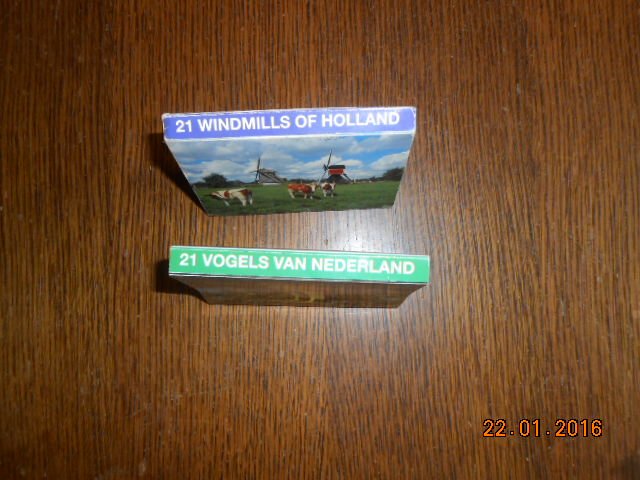 21 WINDMILLS OF HOLLAND
21 VOGELS VAN NEDERLAND
22.01.2016